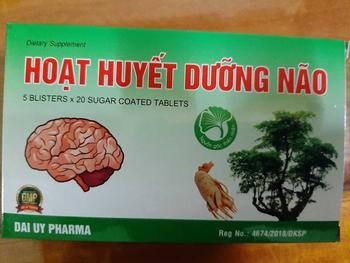 Dietary Supplement
HOẠT HUYẾT DƯỠNG NÃO
5 BLISTERS x 20 SUGAR COATED TABLETS
GMP
DAI UY PHARMA
Reg No.: 4674/2018/ĐKSP